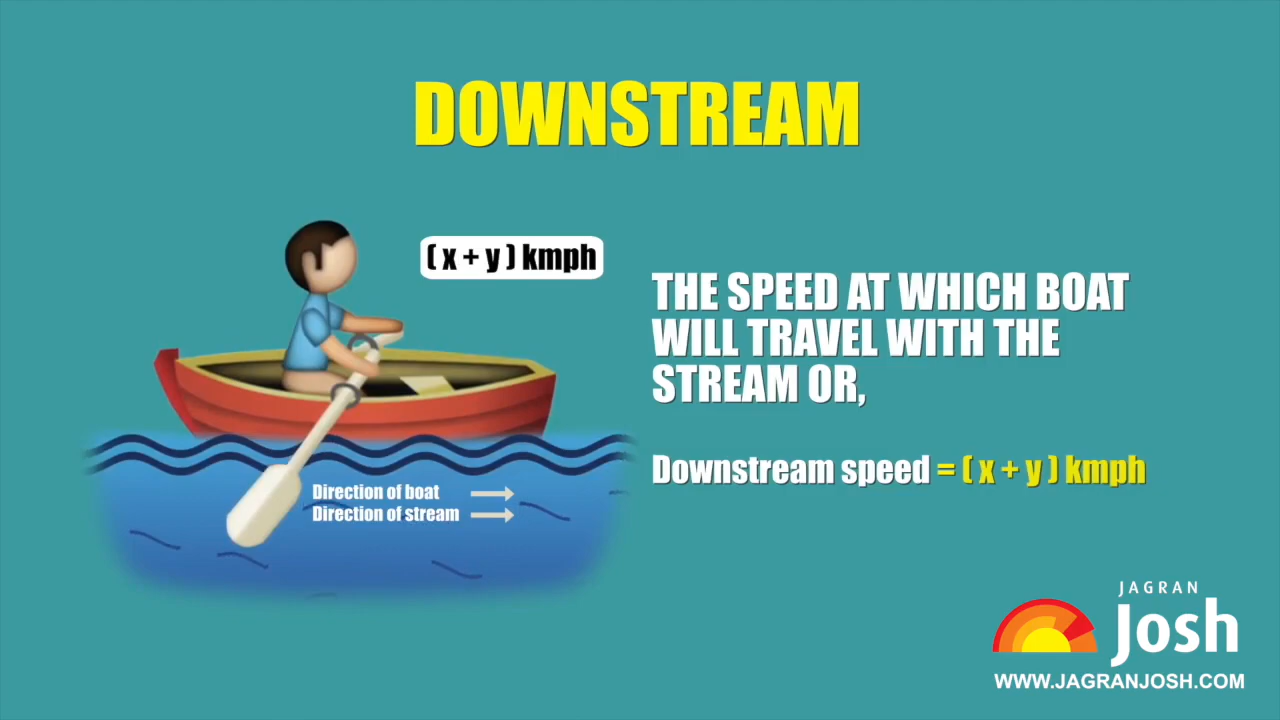 DOWNSTREAM
( x + y ) kmph
THE SPEED AT WHICH BOAT
WILL TRAVEL WITH THE
STREAM OR,
Downstream speed = ( x + y ) kmph
Direction of boat
Direction of stream
JAGRAN
Josh
WWW.JAGRANJOSH.COM